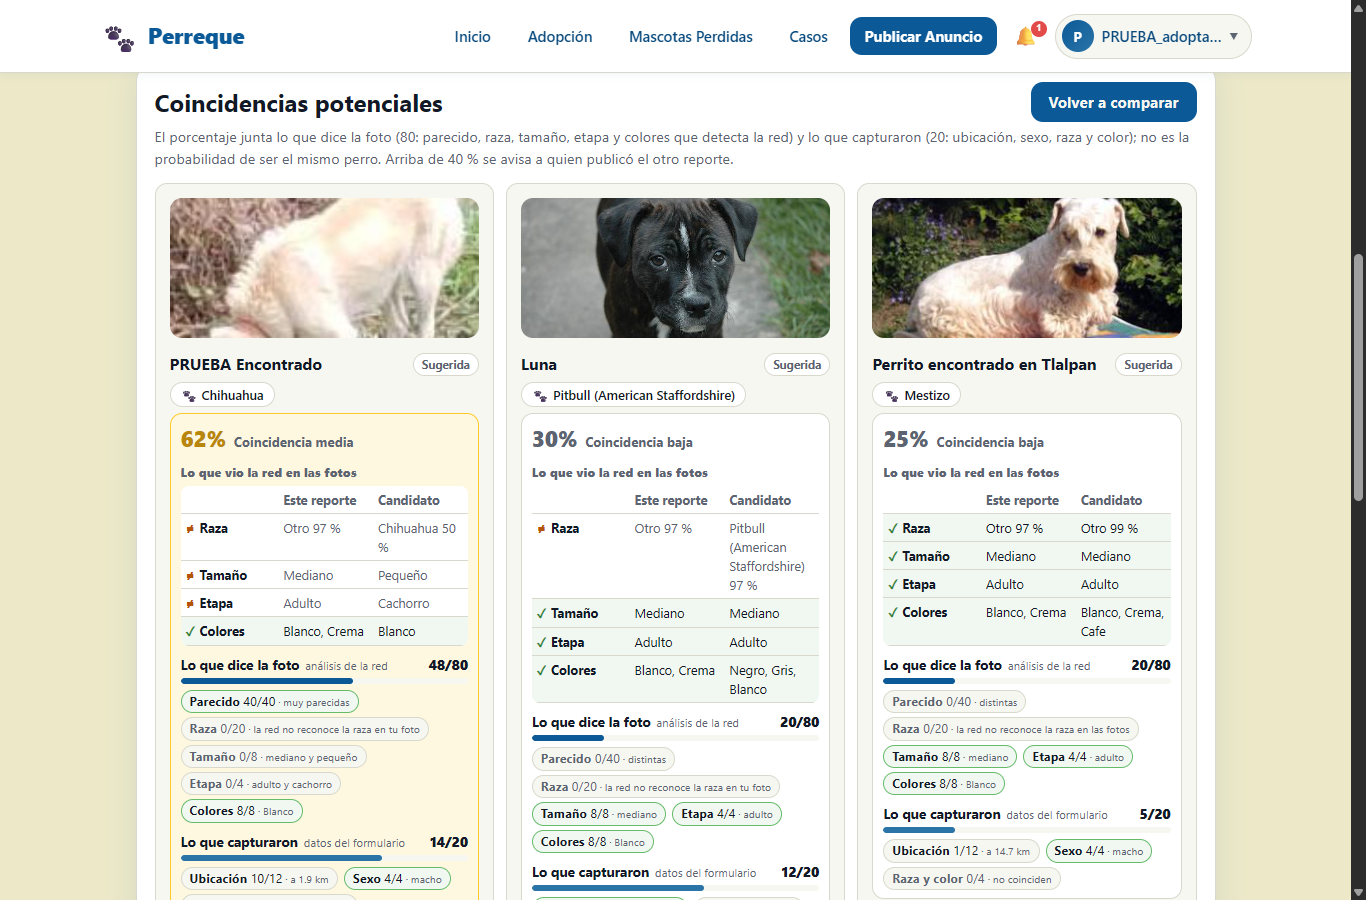 Perreque
Inicio
Adopción
Mascotas Perdidas
Casos
Publicar Anuncio
1
P
PRUEBA_adopta...
Coincidencias potenciales
Volver a comparar
El porcentaje junta lo que dice la foto (80: parecido, raza, tamaño, etapa y colores que detecta la red) y lo que capturaron (20: ubicación, sexo, raza y color); no es la
probabilidad de ser el mismo perro. Arriba de 40 % se avisa a quien publicó el otro reporte.
PRUEBA Encontrado
Sugerida
Chihuahua
62% Coincidencia media
Lo que vio la red en las fotos
Este reporte Candidato
≠ Raza Otro 97 % Chihuahua 50
%
≠ Tamaño Mediano Pequeño
≠ Etapa Adulto Cachorro
✓ Colores Blanco, Crema Blanco
Lo que dice la foto análisis de la red 48/80
Parecido 40/40 · muy parecidas
Raza 0/20 · la red no reconoce la raza en tu foto
Tamaño 0/8 · mediano y pequeño
Etapa 0/4 · adulto y cachorro
Colores 8/8 · Blanco
Lo que capturaron datos del formulario 14/20
Ubicación 10/12 · a 1.9 km Sexo 4/4 · macho
Luna
Sugerida
Pitbull (American Staffordshire)
30% Coincidencia baja
Lo que vio la red en las fotos
Este reporte Candidato
≠ Raza Otro 97 % Pitbull
(American
Staffordshire)
97 %
✓ Tamaño Mediano Mediano
✓ Etapa Adulto Adulto
✓ Colores Blanco, Crema Negro, Gris,
Blanco
Lo que dice la foto análisis de la red 20/80
Parecido 0/40 · distintas
Raza 0/20 · la red no reconoce la raza en tu foto
Tamaño 8/8 · mediano Etapa 4/4 · adulto
Colores 8/8 · Blanco
Lo que capturaron datos del formulario 12/20
Perrito encontrado en Tlalpan
Sugerida
Mestizo
25% Coincidencia baja
Lo que vio la red en las fotos
Este reporte Candidato
✓ Raza Otro 97 % Otro 99 %
✓ Tamaño Mediano Mediano
✓ Etapa Adulto Adulto
✓ Colores Blanco, Crema Blanco, Crema,
Cafe
Lo que dice la foto análisis de la red 20/80
Parecido 0/40 · distintas
Raza 0/20 · la red no reconoce la raza en las fotos
Tamaño 8/8 · mediano Etapa 4/4 · adulto
Colores 8/8 · Blanco
Lo que capturaron datos del formulario 5/20
Ubicación 1/12 · a 14.7 km Sexo 4/4 · macho
Raza y color 0/4 · no coinciden